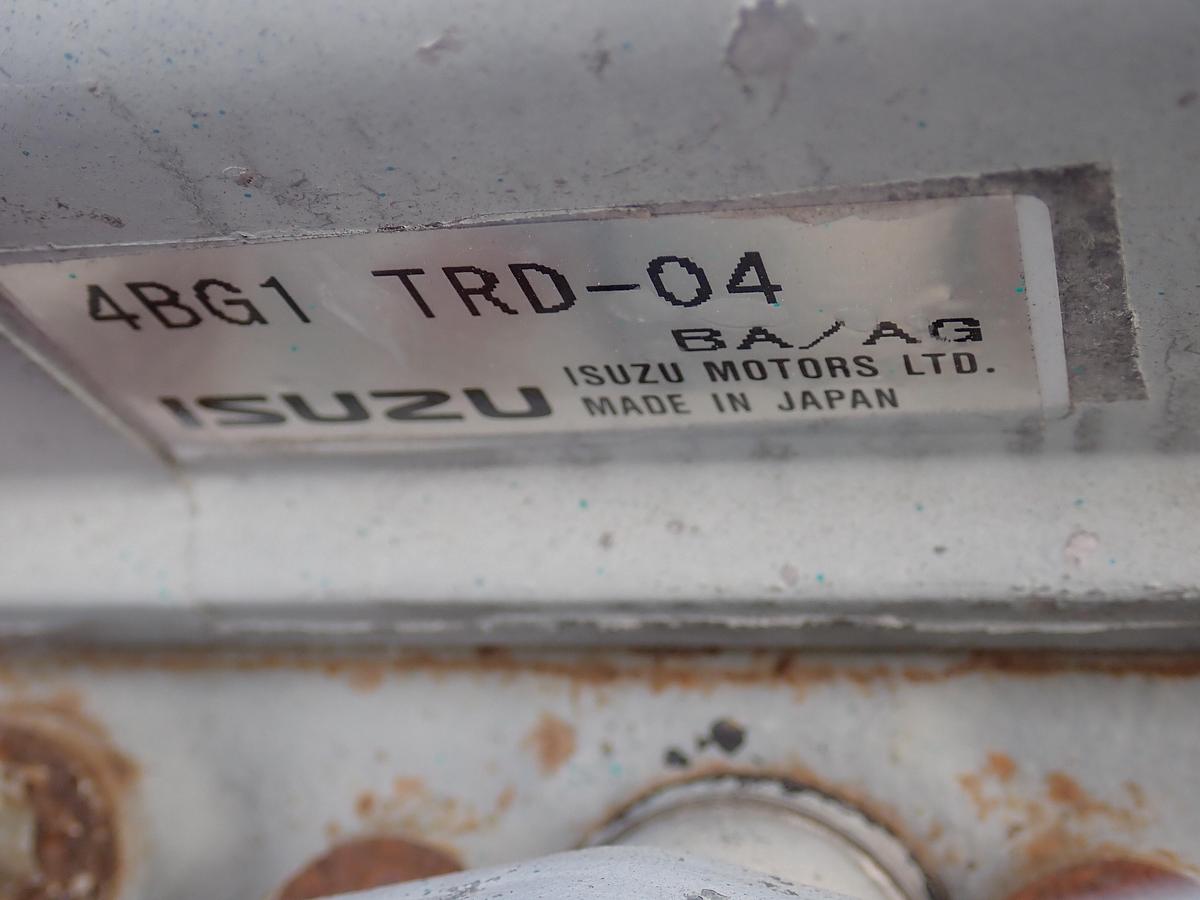 4BG1 TRD-04
BA/AG
ISUZU ISUZU MOTORS LTD.
MADE IN JAPAN